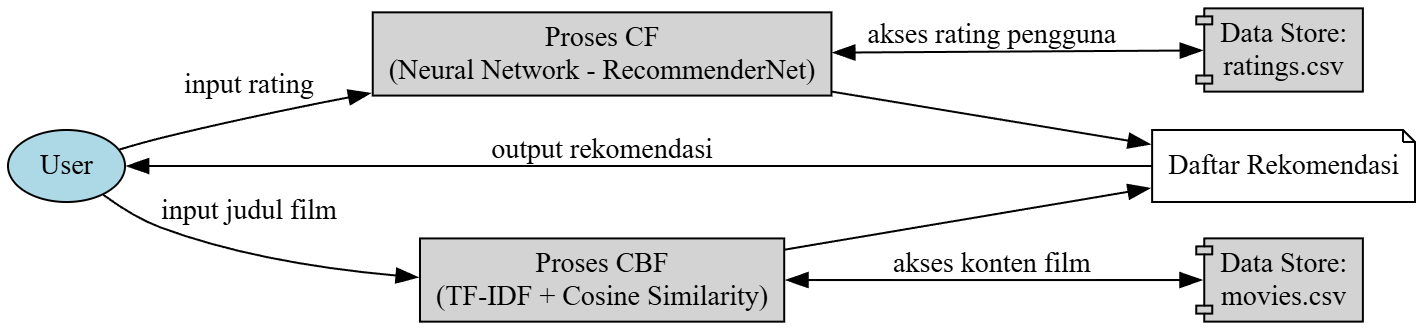 Proses CF
(Neural Network - RecommenderNet)
akses rating pengguna
Data Store:
ratings.csv
input rating
User
output rekomendasi
Daftar Rekomendasi
input judul film
Proses CBF
(TF-IDF + Cosine Similarity)
akses konten film
Data Store:
movies.csv